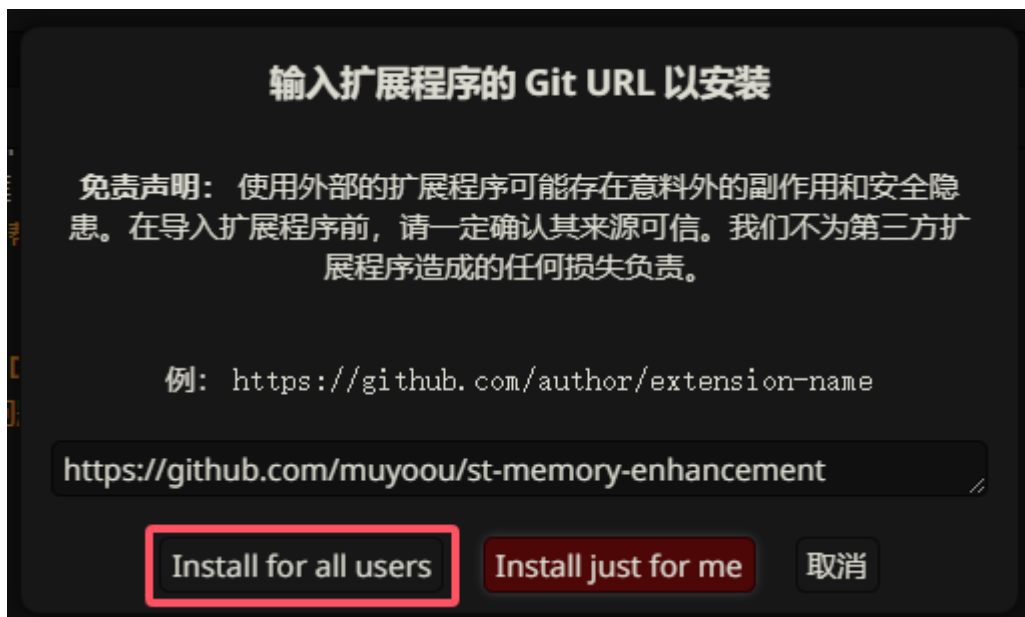 输入扩展程序的 Git URL 以安装
免责声明： 使用外部的扩展程序可能存在意料外的副作用和安全隐
患。在导入扩展程序前，请一定确认其来源可信。我们不为第三方扩
展程序造成的任何损失负责。
例： https://github.com/author/extension-name
https://github.com/muyoou/st-memory-enhancement
Install for all users
Install just for me
取消